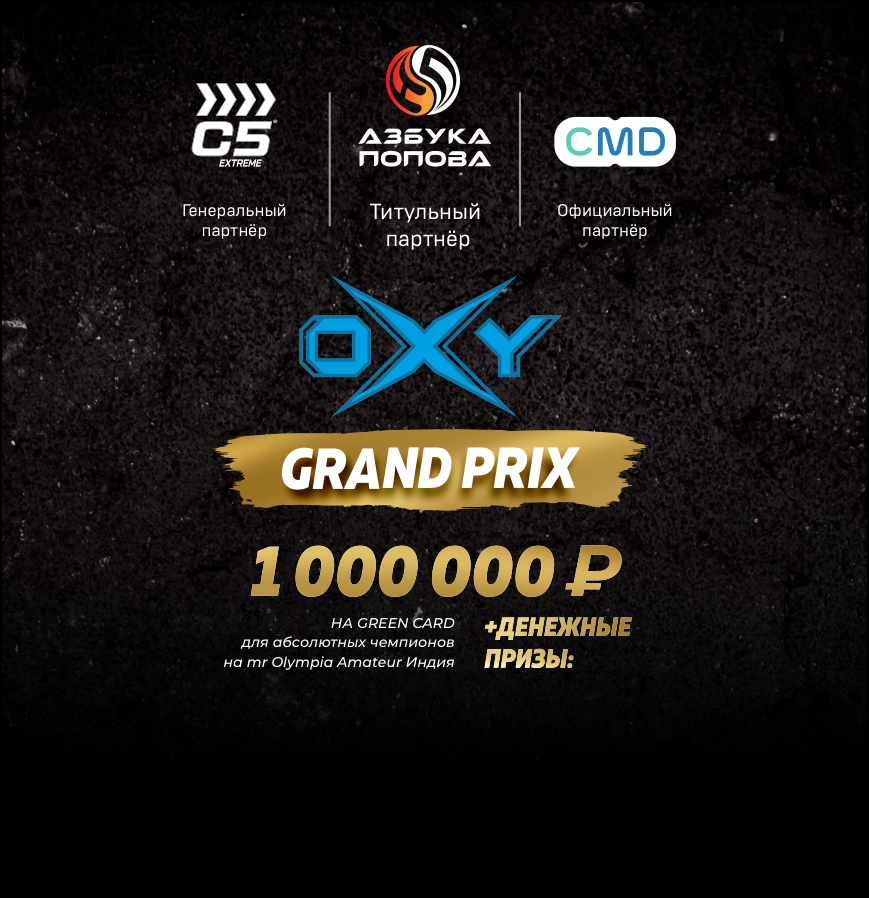 C5
EXTREME
Генеральный
партнёр
АЗБУКА
ПОПОВА
Титульный
партнёр
CMD
Официальный
партнёр
OXY
GRAND PRIX
1 000 000 ₽
НА GREEN CARD
для абсолютных чемпионов
на mr Olympia Amateur Индия
+ДЕНЕЖНЫЕ
ПРИЗЫ: